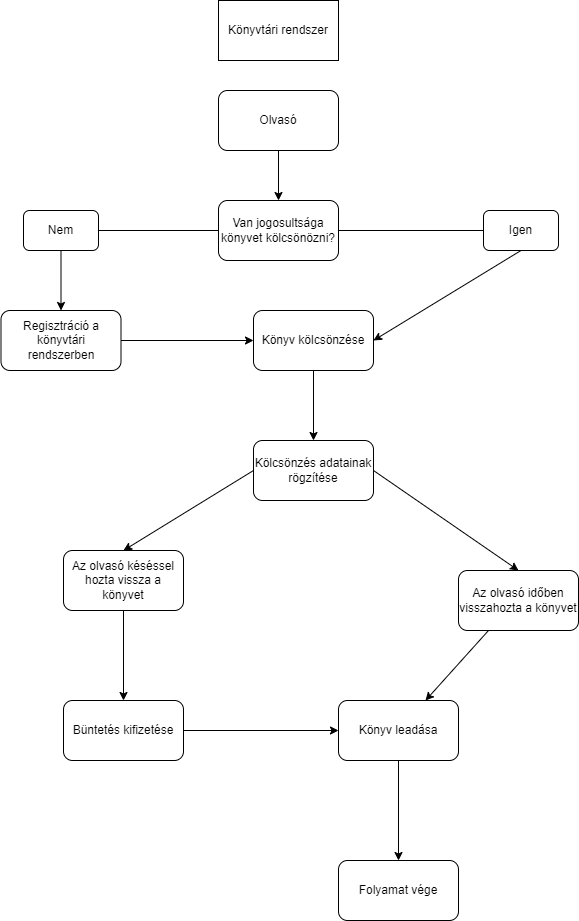 Könyvtári rendszer
Olvasó
Van jogosultsága
könyvet kölcsönözni?
Nem
Igen
Regisztráció a
könyvtári
rendszerben
Könyv kölcsönzése
Kölcsönzés adatainak
rögzítése
Az olvasó késéssel
hozta vissza a
könyvet
Az olvasó időben
visszahozta a könyvet
Büntetés kifizetése
Könyv leadása
Folyamat vége